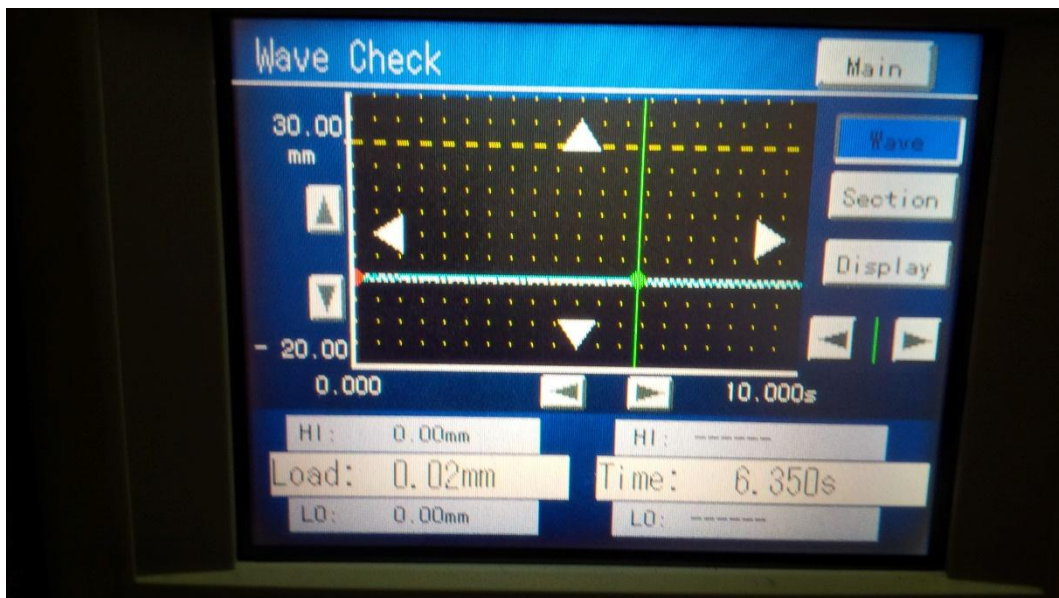 Wave Check
Main
30.00
mm
Wave
Section
Display
- 20.00
0.000
10.000s
HI: 0.00mm
HI: ------
Load: 0.02mm
Time: 6.350s
LO: 0.00mm
LO: ------